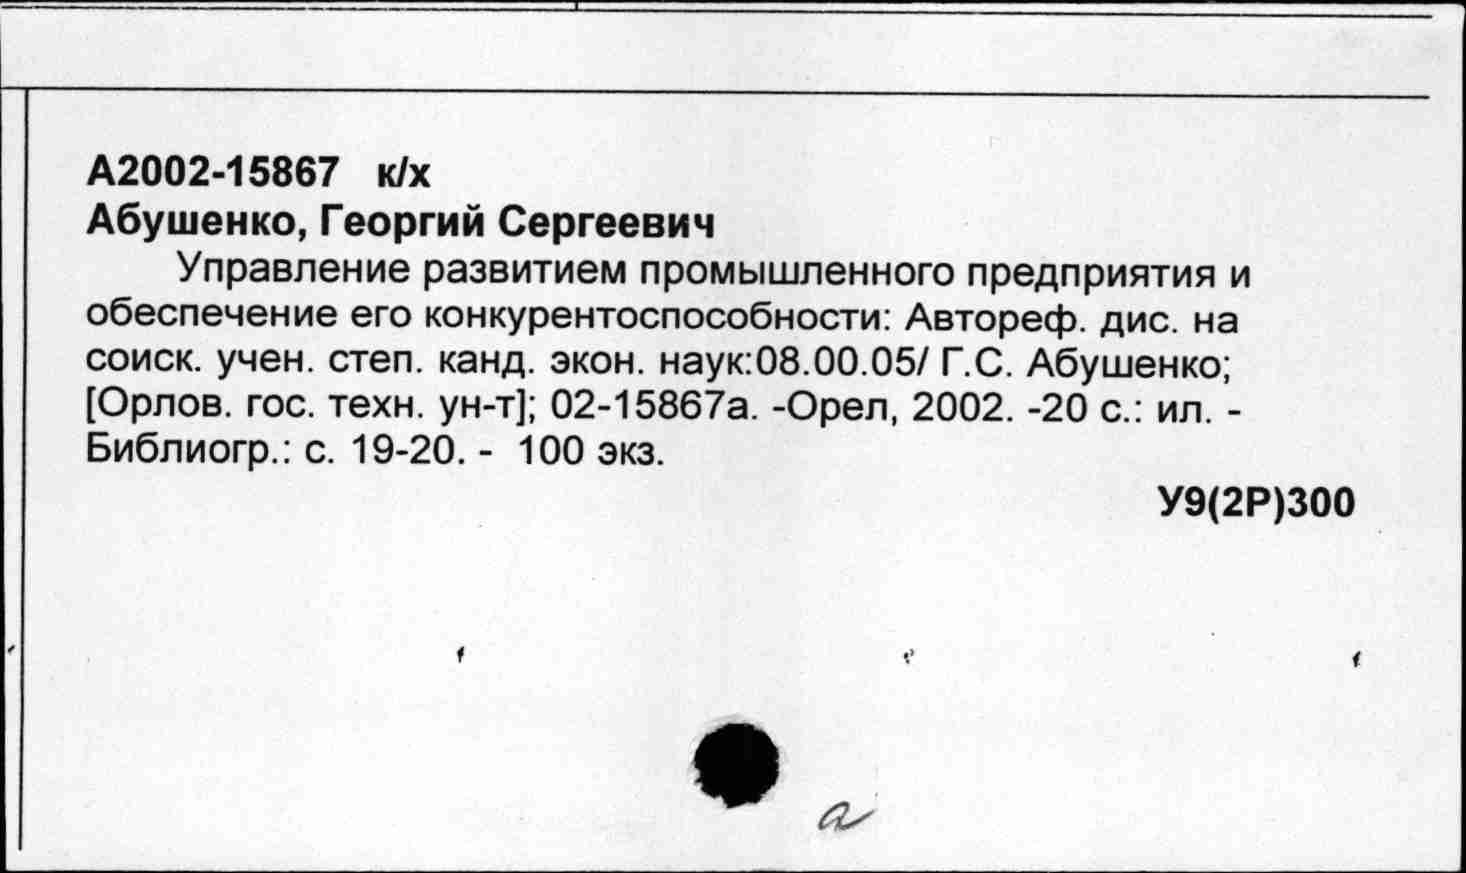 А2002-15867 к/х
Абушенко, Георгий Сергеевич
Управление развитием промышленного предприятия и
обеспечение его конкурентоспособности: Автореф. дис. на
соиск. учен. степ. канд. экон. наук:08.00.05/ Г.С. Абушенко;
[Орлов. гос. техн. ун-т]; 02-15867а. -Орел, 2002. -20 с.: ил. -
Библиогр.: с. 19-20. - 100 экз.
У9(2Р)300
а